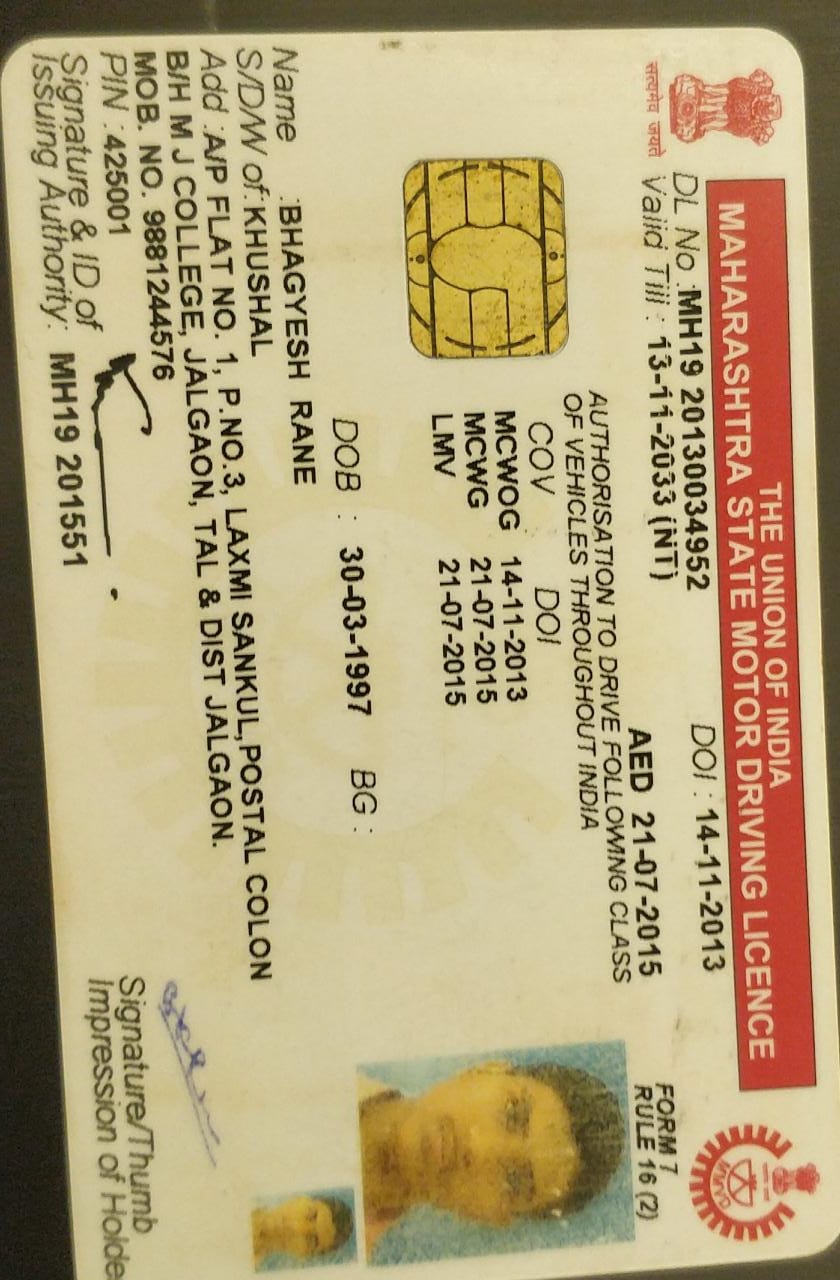 THE UNION OF INDIA
MAHARASHTRA STATE MOTOR DRIVING LICENCE
सत्यमेव जयते
DL No :MH19 20130034952 DOI : 14-11-2013
Valid Till : 13-11-2033 (NT) AED 21-07-2015
FORM 7
RULE 16 (2)
AUTHORISATION TO DRIVE FOLLOWING CLASS
OF VEHICLES THROUGHOUT INDIA
COV DOI
MCWOG 14-11-2013
MCWG 21-07-2015
LMV 21-07-2015
DOB : 30-03-1997 BG :
Name :BHAGYESH RANE
S/D/W of:KHUSHAL
Add :A/P FLAT NO. 1, P.NO.3, LAXMI SANKUL,POSTAL COLON
B/H M J COLLEGE, JALGAON, TAL & DIST JALGAON.
MOB. NO. 9881244576
PIN :425001
Signature & ID of
Issuing Authority: MH19 201551
Signature/Thumb
Impression of Holde